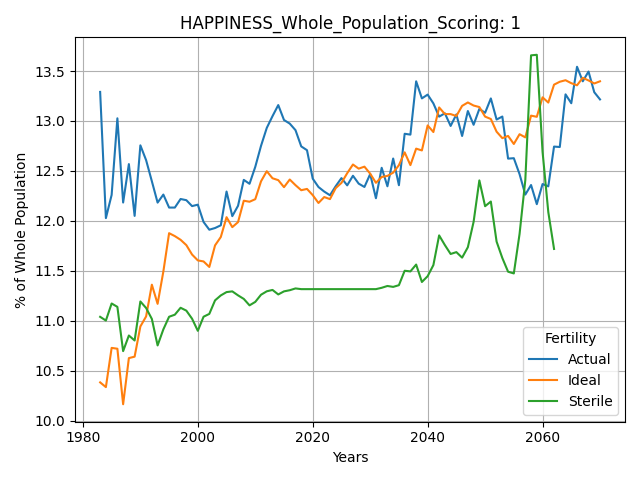 HAPPINESS_Whole_Population_Scoring: 1
% of Whole Population
13.5
13.0
12.5
12.0
11.5
11.0
10.5
10.0
Fertility
Actual
Ideal
Sterile
1980 2000 2020 2040 2060
Years